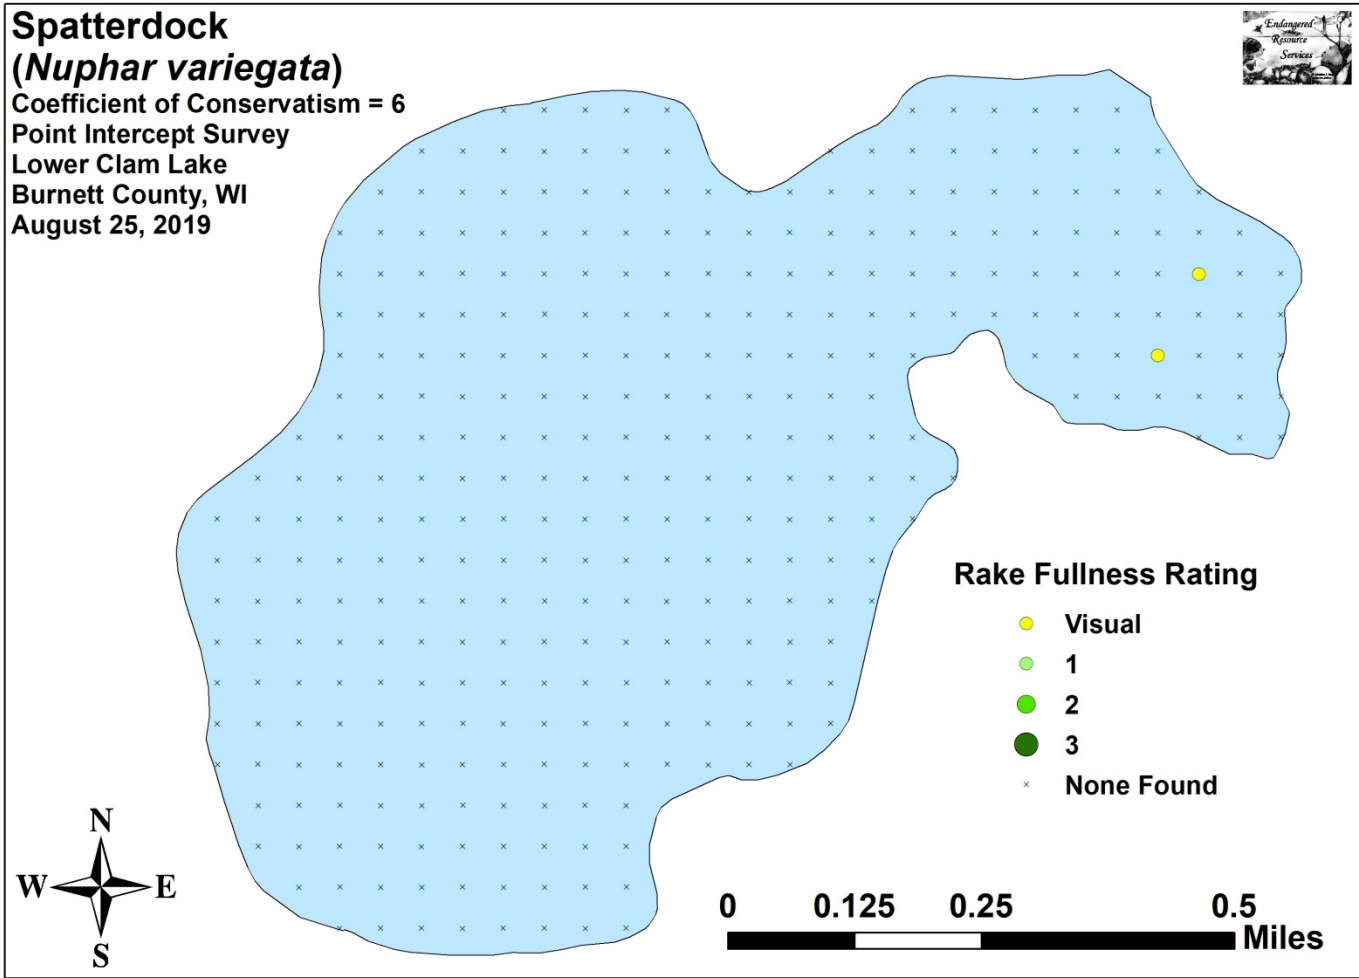 Spatterdock
(Nuphar variegata)
Coefficient of Conservatism = 6
Point Intercept Survey
Lower Clam Lake
Burnett County, WI
August 25, 2019
Endangered
Resource
Services
Rake Fullness Rating
Visual
1
2
3
None Found
N
W E
S
0 0.125 0.25 0.5
Miles